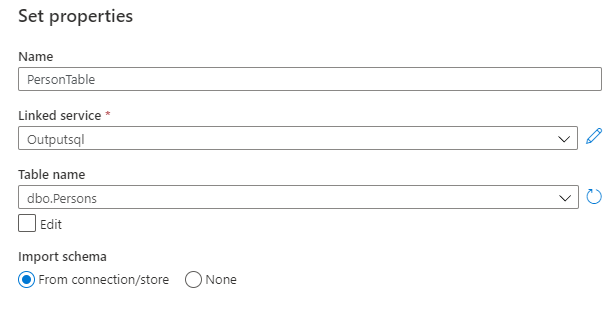 Set properties
Name
PersonTable
Linked service *
Outputsql
Table name
dbo.Persons
Edit
Import schema
From connection/store None